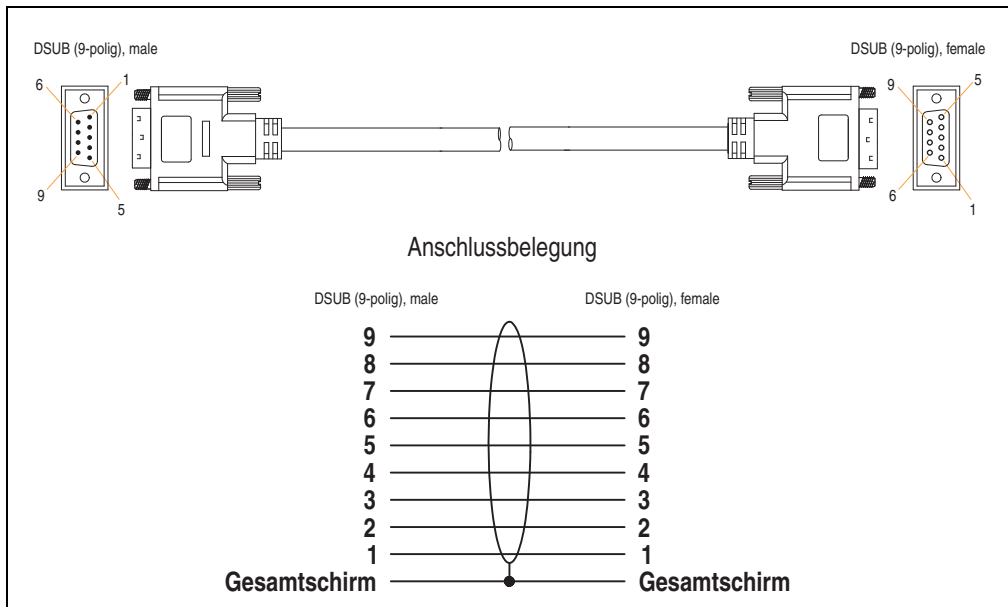 DSUB (9-polig), male DSUB (9-polig), female
6 1 9 5
9 5 6 1
Anschlussbelegung
DSUB (9-polig), male DSUB (9-polig), female
9 9
8 8
7 7
6 6
5 5
4 4
3 3
2 2
1 1
Gesamtschirm Gesamtschirm